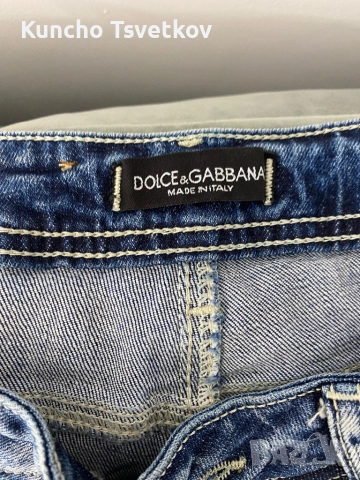 Kuncho Tsvetkov
DOLCE&GABBANA
MADE IN ITALY